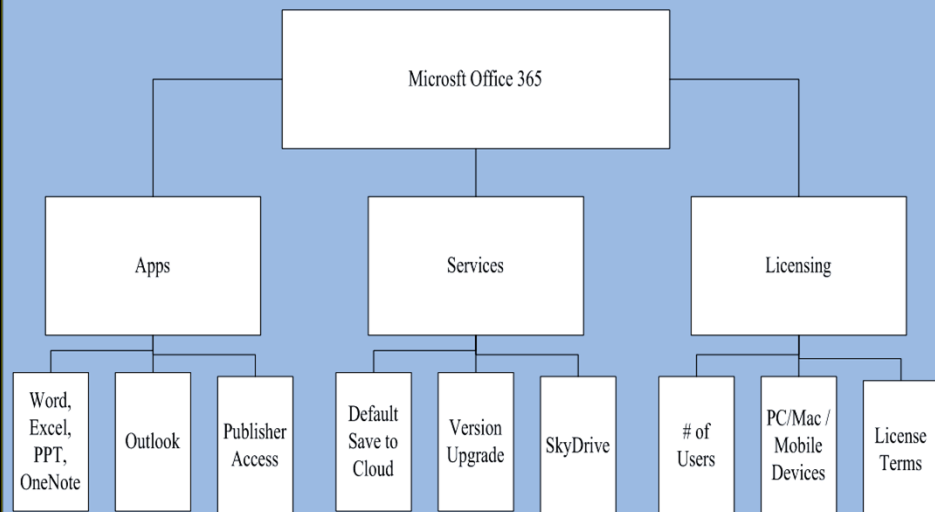 Microsft Office 365
Apps
Services
Licensing
Word,
Excel,
PPT,
OneNote
Outlook
Publisher
Access
Default
Save to
Cloud
Version
Upgrade
SkyDrive
# of
Users
PC/Mac /
Mobile
Devices
License
Terms